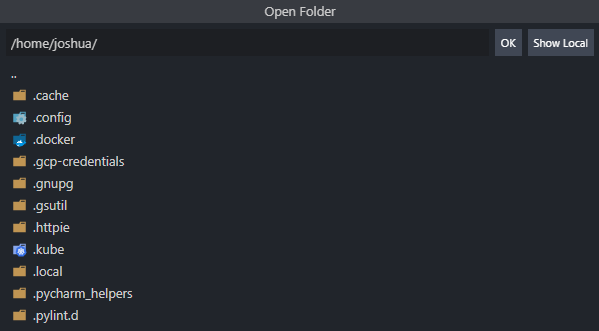 Open Folder
/home/joshua/ OK Show Local
..
.cache
.config
.docker
.gcp-credentials
.gnupg
.gsutil
.httpie
.kube
.local
.pycharm_helpers
.pylint.d